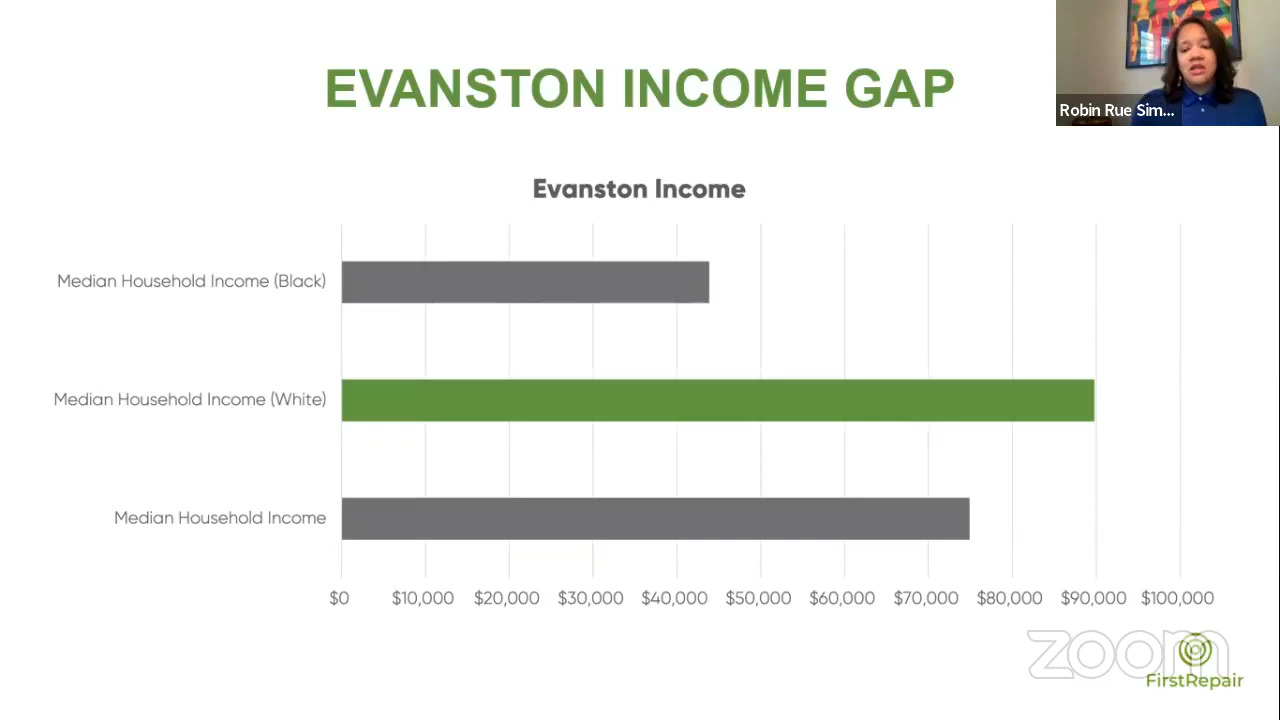 EVANSTON INCOME GAP
Robin Rue Sim...
Evanston Income
Median Household Income (Black)
Median Household Income (White)
Median Household Income
$0 $10,000 $20,000 $30,000 $40,000 $50,000 $60,000 $70,000 $80,000 $90,000 $100,000
zoom
FirstRepair